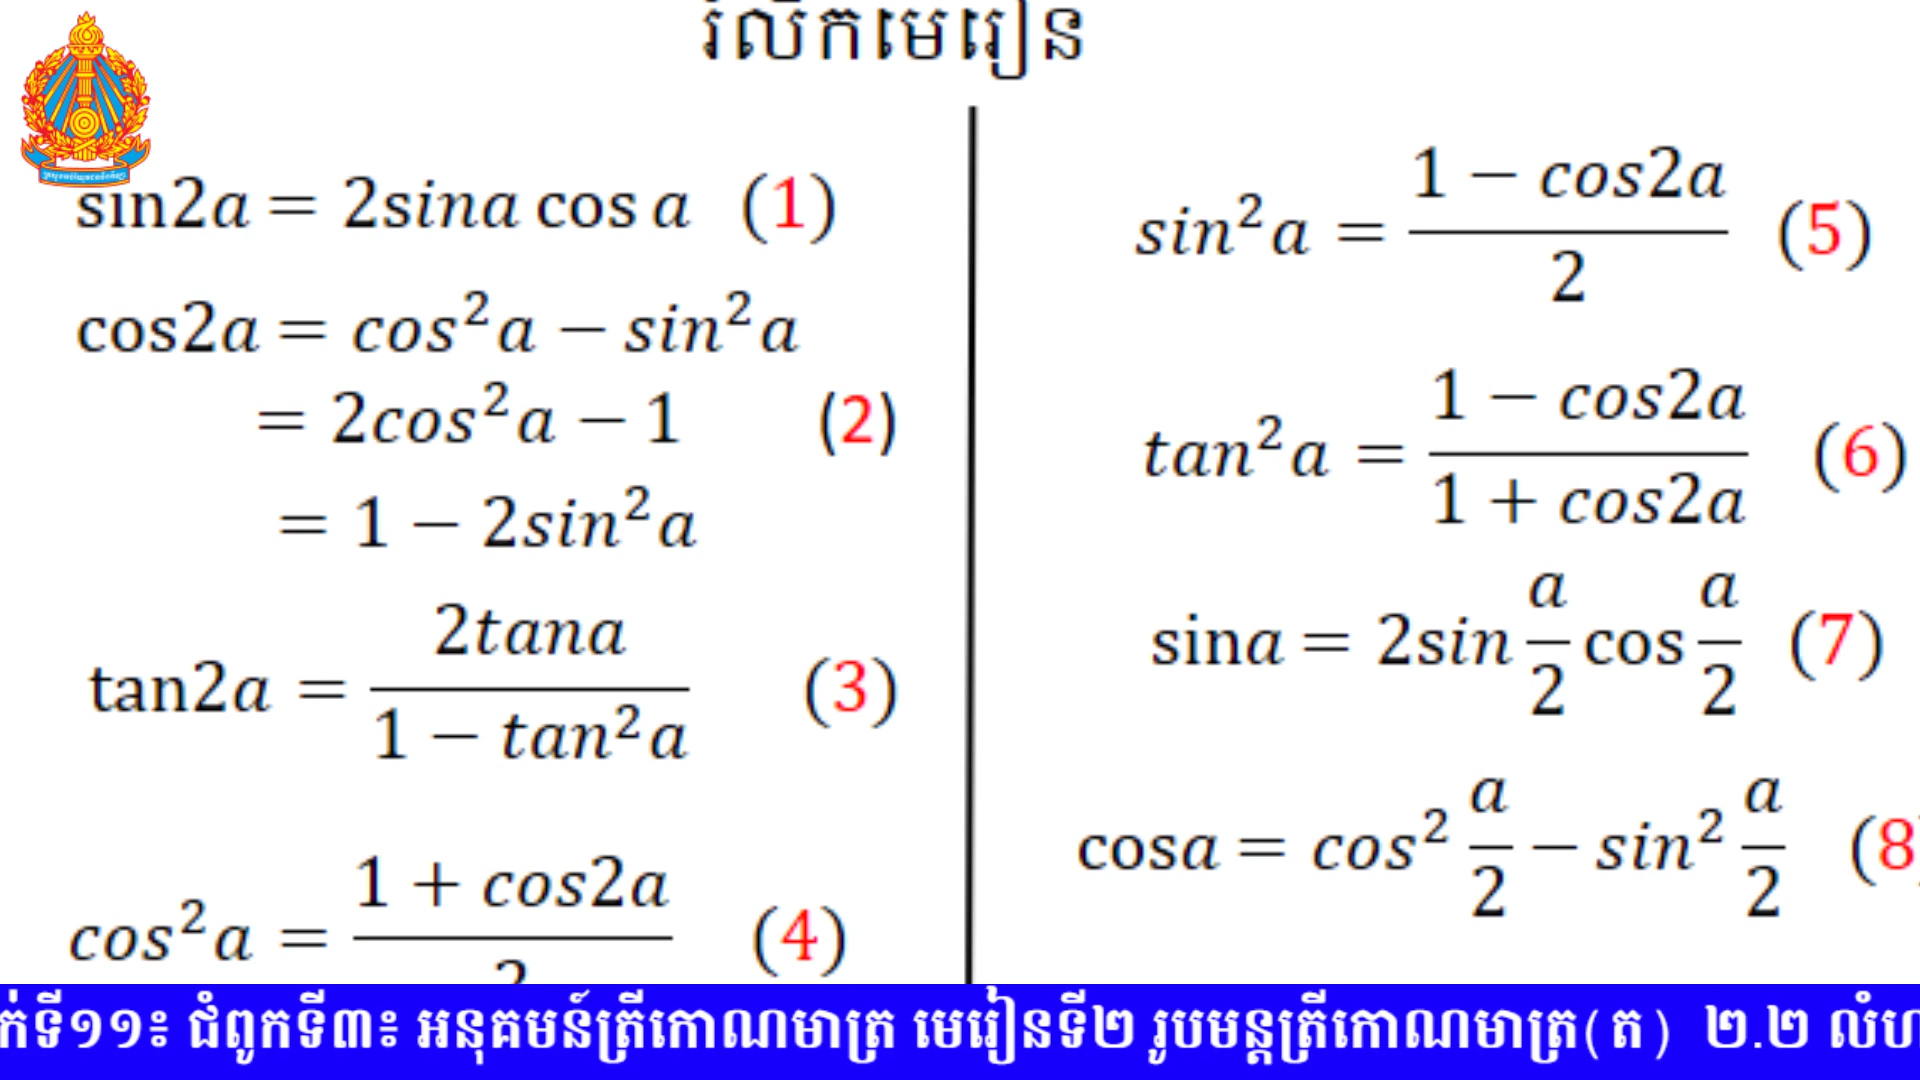 រំលឹកមេរៀន
sin2a = 2sina cos a (1)
cos2a = cos²a − sin²a
= 2cos²a − 1 (2)
= 1 − 2sin²a
tan2a = 2tana / (1 − tan²a) (3)
cos²a = (1 + cos2a) / 2 (4)
sin²a = (1 − cos2a) / 2 (5)
tan²a = (1 − cos2a) / (1 + cos2a) (6)
sina = 2sin a/2 cos a/2 (7)
cosa = cos² a/2 − sin² a/2 (8)
ក់ទី១១៖ ជំពូកទី៣៖ អនុគមន៍ត្រីកោណមាត្រ មេរៀនទី២ រូបមន្តត្រីកោណមាត្រ(ត) ២.២ លំហ